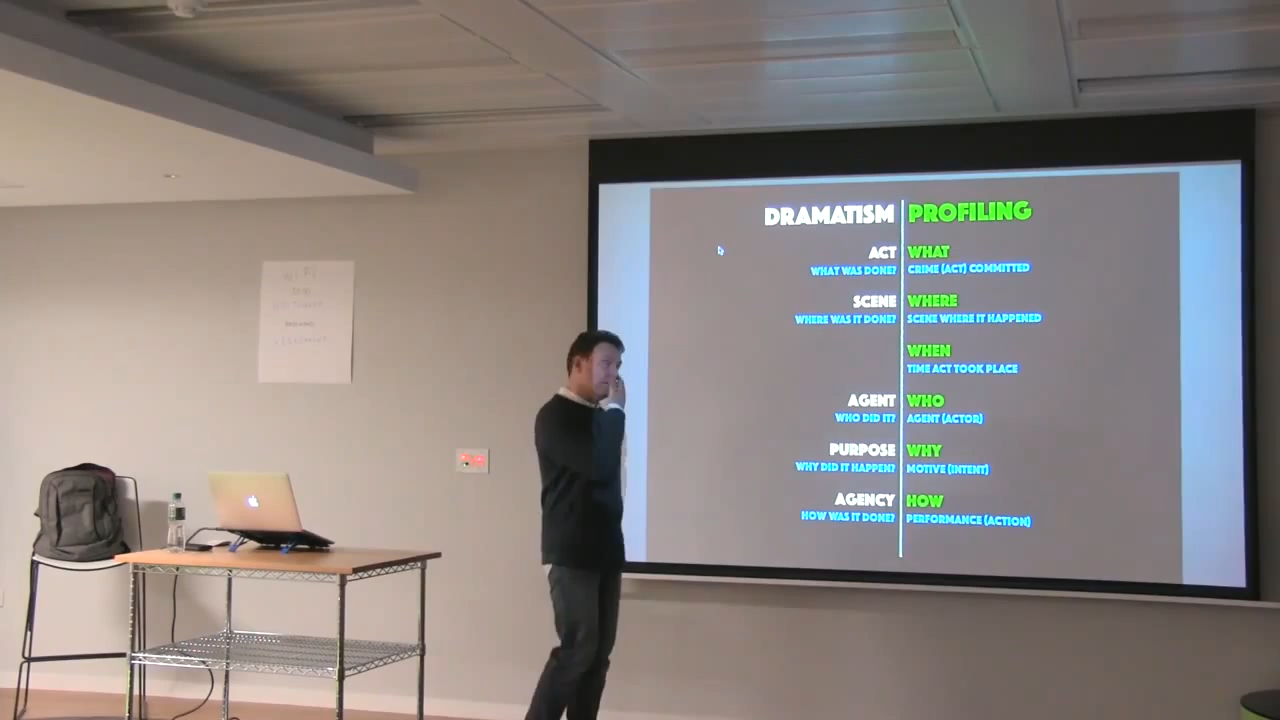 DRAMATISM PROFILING
ACT WHAT
WHAT WAS DONE? CRIME (ACT) COMMITTED
SCENE WHERE
WHERE WAS IT DONE? SCENE WHERE IT HAPPENED
WHEN
TIME ACT TOOK PLACE
AGENT WHO
WHO DID IT? AGENT (ACTOR)
PURPOSE WHY
WHY DID IT HAPPEN? MOTIVE (INTENT)
AGENCY HOW
HOW WAS IT DONE? PERFORMANCE (ACTION)
WiFi